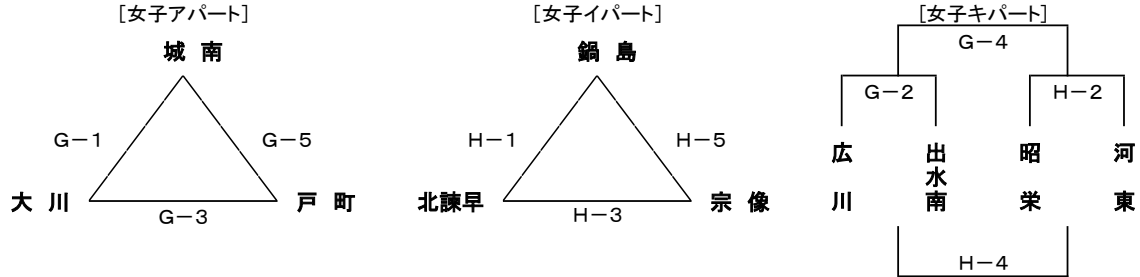 [女子アパート]
城 南
G－1
G－5
大 川
G－3
戸 町
[女子イパート]
鍋 島
H－1
H－5
北諫早
H－3
宗 像
[女子キパート]
G－4
G－2
H－2
広川
出水南
昭栄
河東
H－4